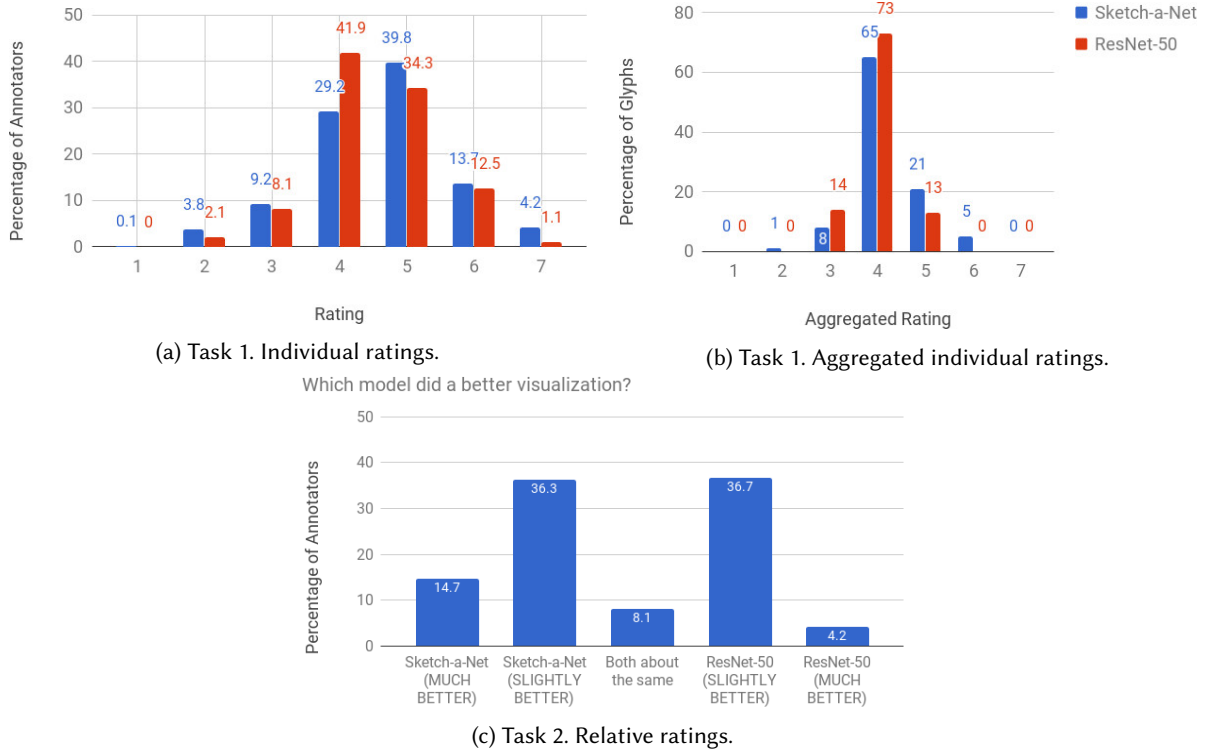 50
40
30
20
10
0
Percentage of Annotators
0.1 0
3.8 2.1
9.2 8.1
29.2 41.9
39.8 34.3
13.7 12.5
4.2 1.1
1 2 3 4 5 6 7
Rating
(a) Task 1. Individual ratings.
80
60
40
20
0
Percentage of Glyphs
0 0
1 0
8 14
65 73
21 13
5 0
0 0
1 2 3 4 5 6 7
Aggregated Rating
Sketch-a-Net
ResNet-50
(b) Task 1. Aggregated individual ratings.
Which model did a better visualization?
50
40
30
20
10
0
Percentage of Annotators
14.7
36.3
8.1
36.7
4.2
Sketch-a-Net
(MUCH
BETTER)
Sketch-a-Net
(SLIGHTLY
BETTER)
Both about
the same
ResNet-50
(SLIGHTLY
BETTER)
ResNet-50
(MUCH
BETTER)
(c) Task 2. Relative ratings.